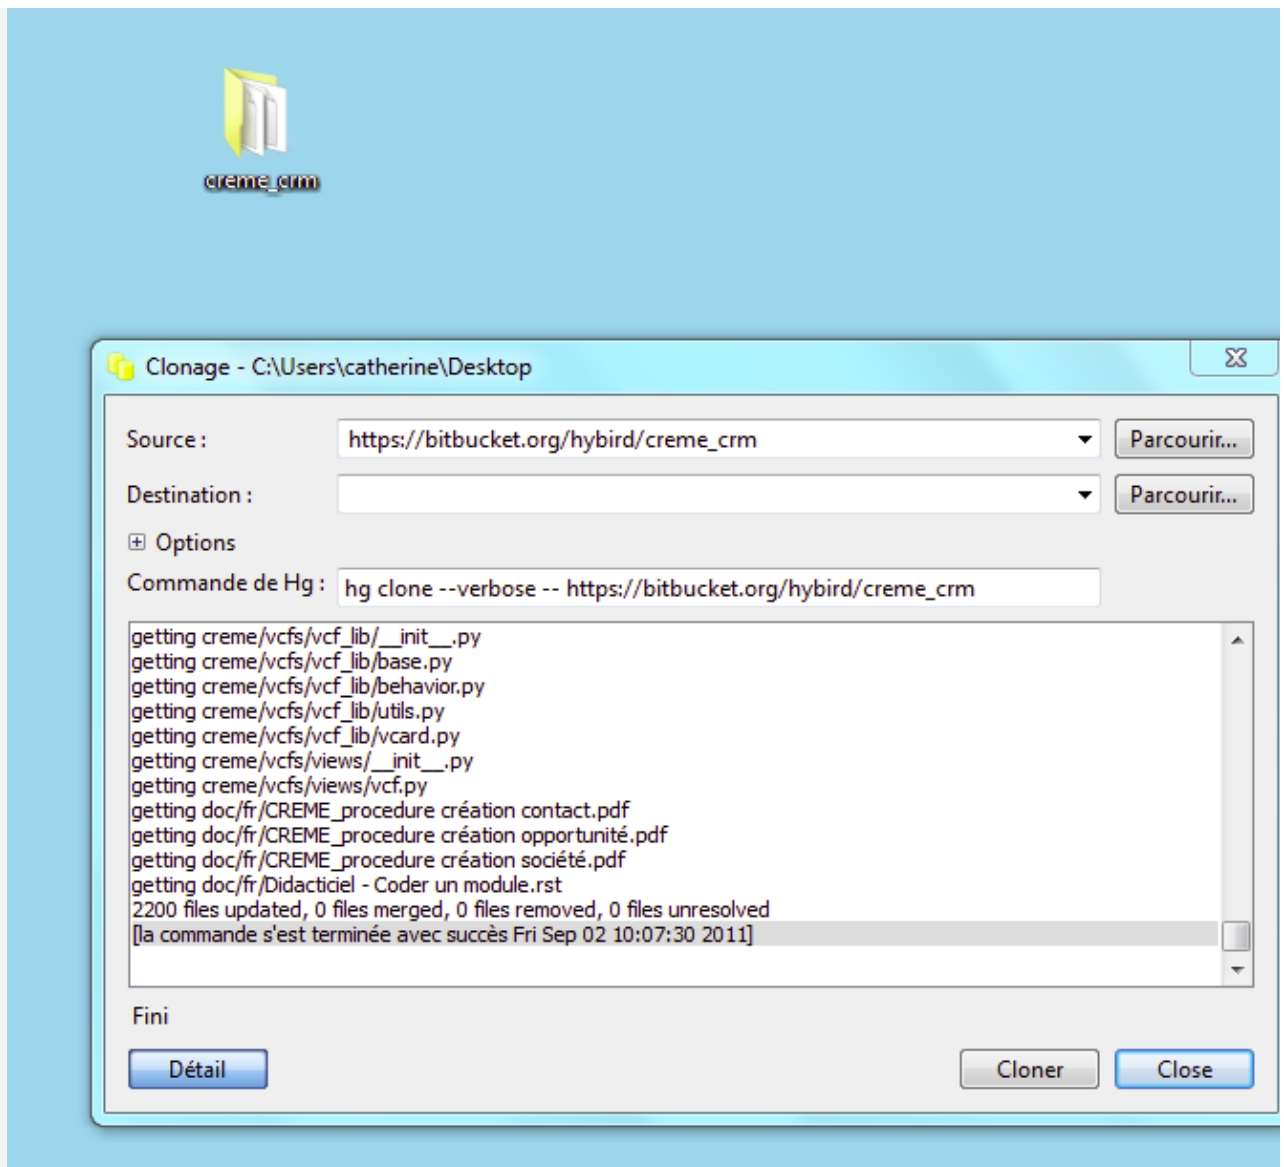 creme_crm
Clonage - C:\Users\catherine\Desktop
Source :
https://bitbucket.org/hybird/creme_crm
Parcourir...
Destination :
Parcourir...
Options
Commande de Hg :
hg clone --verbose -- https://bitbucket.org/hybird/creme_crm
getting creme/vcfs/vcf_lib/__init__.py
getting creme/vcfs/vcf_lib/base.py
getting creme/vcfs/vcf_lib/behavior.py
getting creme/vcfs/vcf_lib/utils.py
getting creme/vcfs/vcf_lib/vcard.py
getting creme/vcfs/views/__init__.py
getting creme/vcfs/views/vcf.py
getting doc/fr/CREME_procedure création contact.pdf
getting doc/fr/CREME_procedure création opportunité.pdf
getting doc/fr/CREME_procedure création société.pdf
getting doc/fr/Didacticiel - Coder un module.rst
2200 files updated, 0 files merged, 0 files removed, 0 files unresolved
[la commande s'est terminée avec succès Fri Sep 02 10:07:30 2011]
Fini
Détail
Cloner
Close